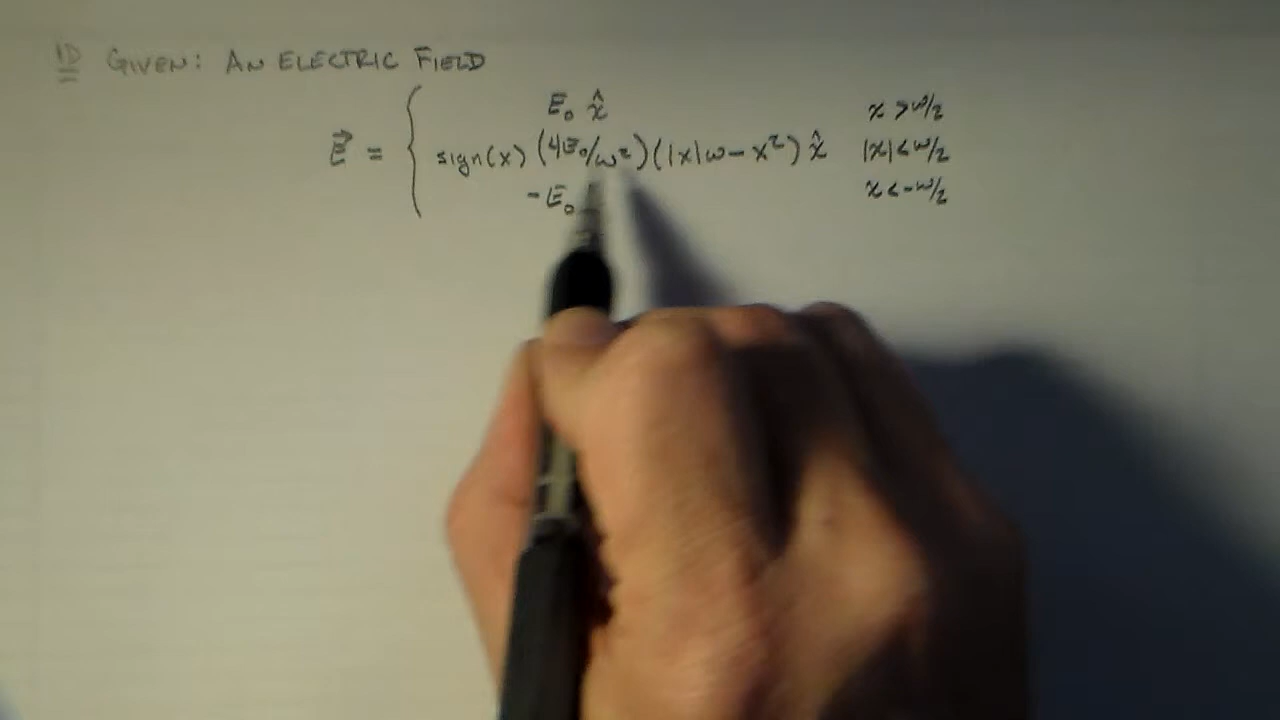 1D GIVEN: AN ELECTRIC FIELD
E₀ x̂ x > w/2
E⃗ = { sign(x) (4E₀/w²)(|x|w - x²) x̂ |x| < w/2
-E₀ x < -w/2